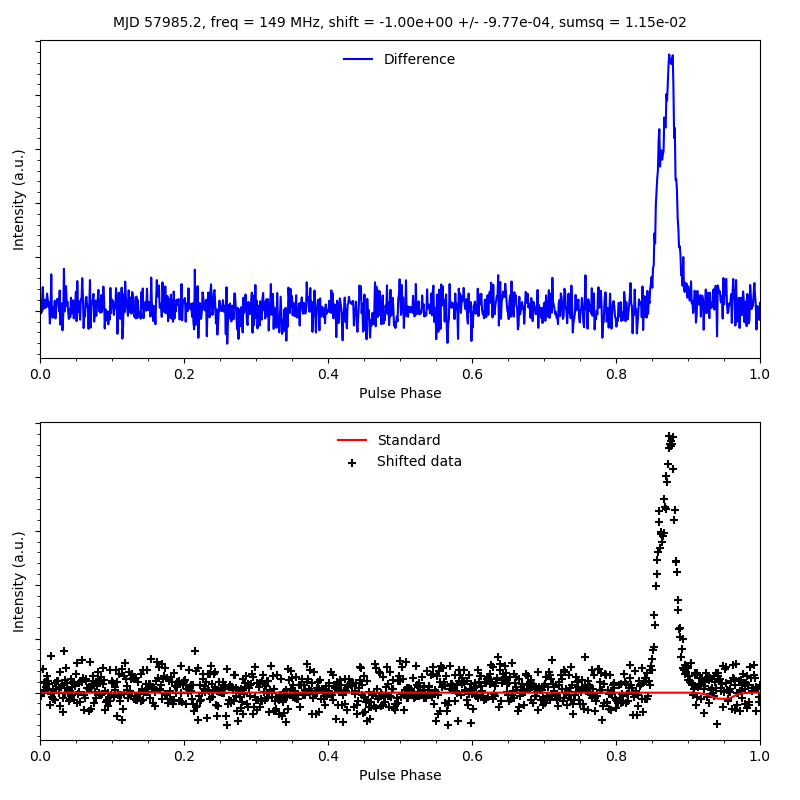 MJD 57985.2, freq = 149 MHz, shift = -1.00e+00 +/- -9.77e-04, sumsq = 1.15e-02
Difference
Intensity (a.u.)
0.0 0.2 0.4 0.6 0.8 1.0
Pulse Phase
Standard
Shifted data
Intensity (a.u.)
0.0 0.2 0.4 0.6 0.8 1.0
Pulse Phase